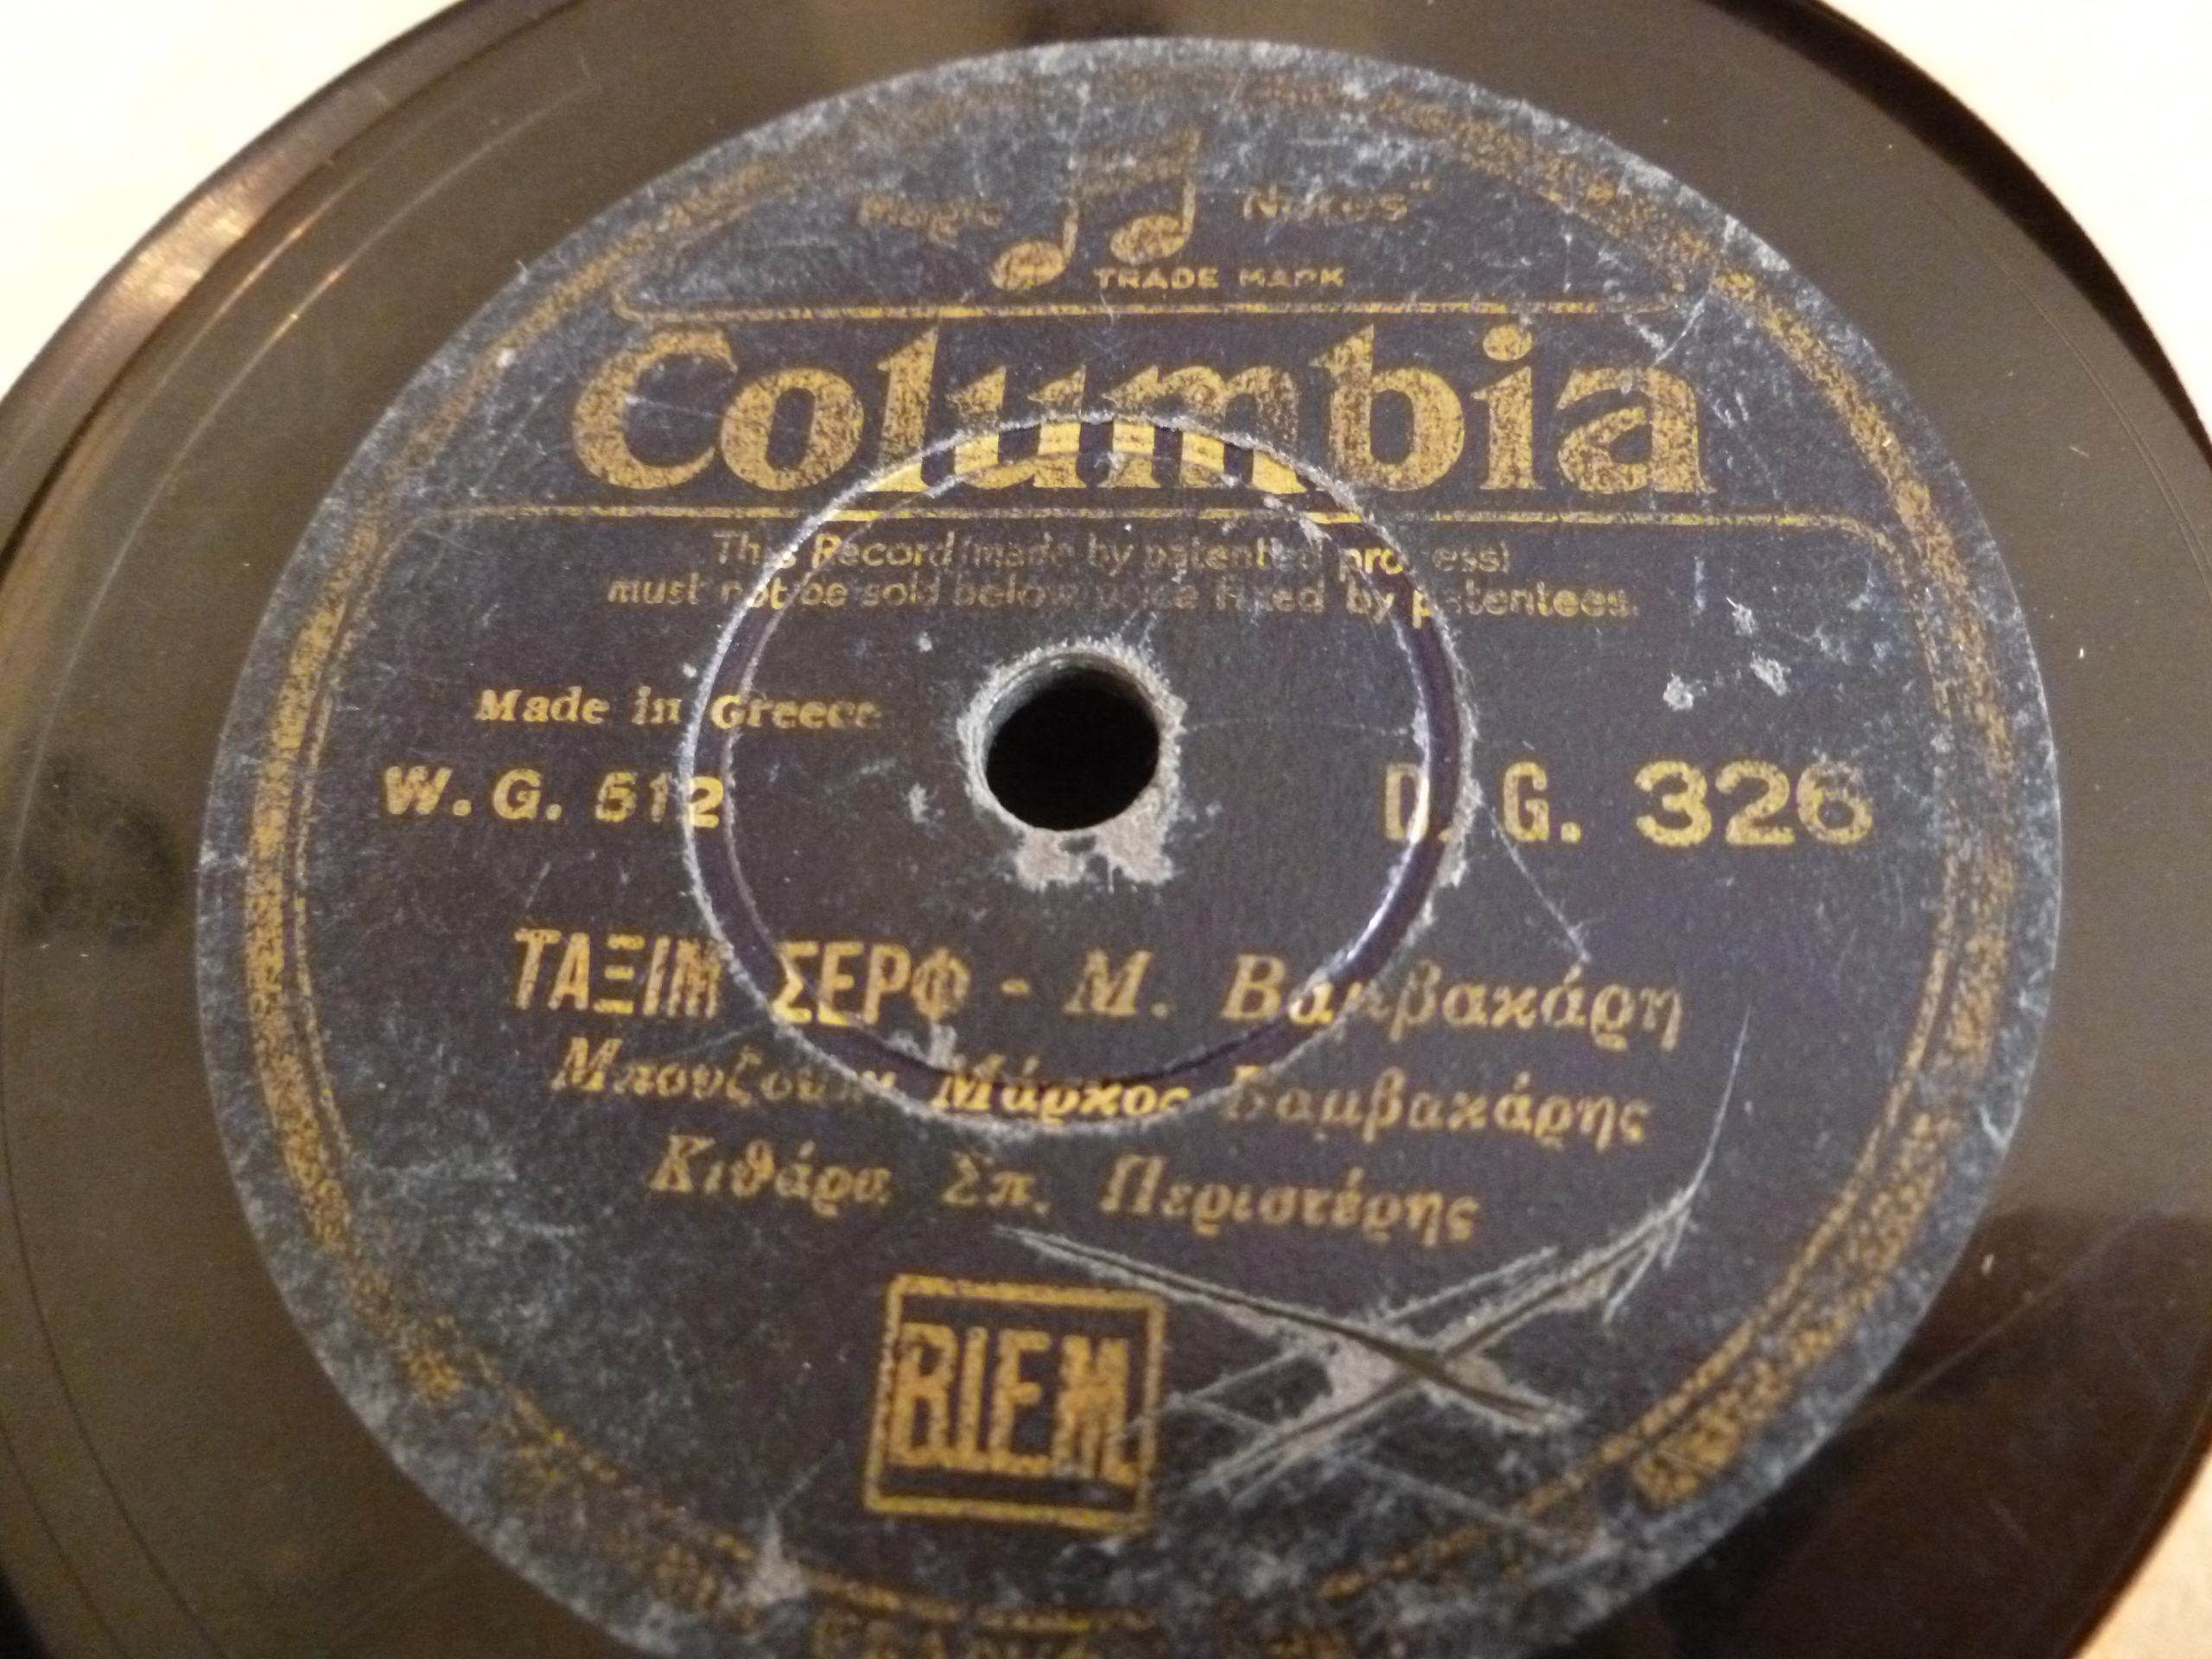 Magic Notes"
TRADE MARK
Columbia
This Record (made by patented process)
must not be sold below price fixed by patentees.
Made in Greece
W. G. 512
D. G. 326
ΤΑΞΙΜ ΣΕΡΦ - Μ. Βαμβακάρη
Μπουζούκι Μάρκος Βαμβακάρης
Κιθάρα Σπ. Περιστέρης
BIEM